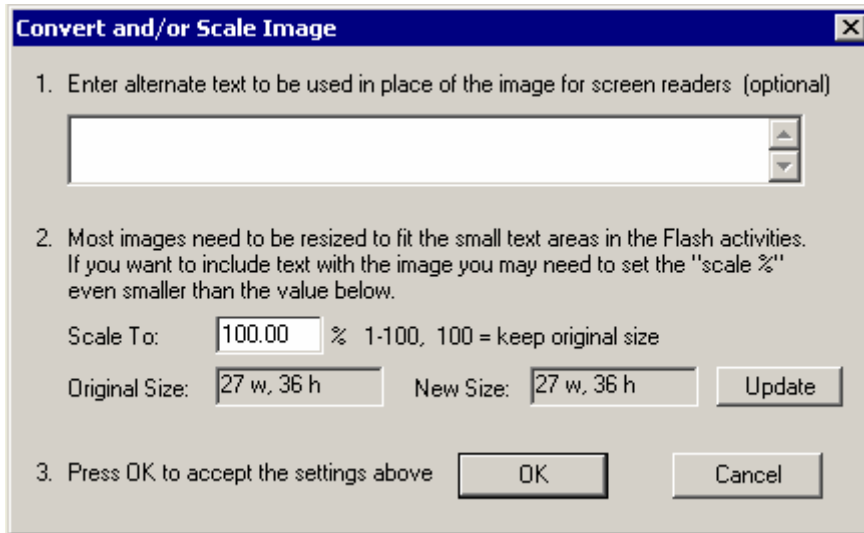 Convert and/or Scale Image
1. Enter alternate text to be used in place of the image for screen readers (optional)
2. Most images need to be resized to fit the small text areas in the Flash activities.
If you want to include text with the image you may need to set the "scale %"
even smaller than the value below.
Scale To: 100.00 % 1-100, 100 = keep original size
Original Size: 27 w, 36 h New Size: 27 w, 36 h Update
3. Press OK to accept the settings above OK Cancel